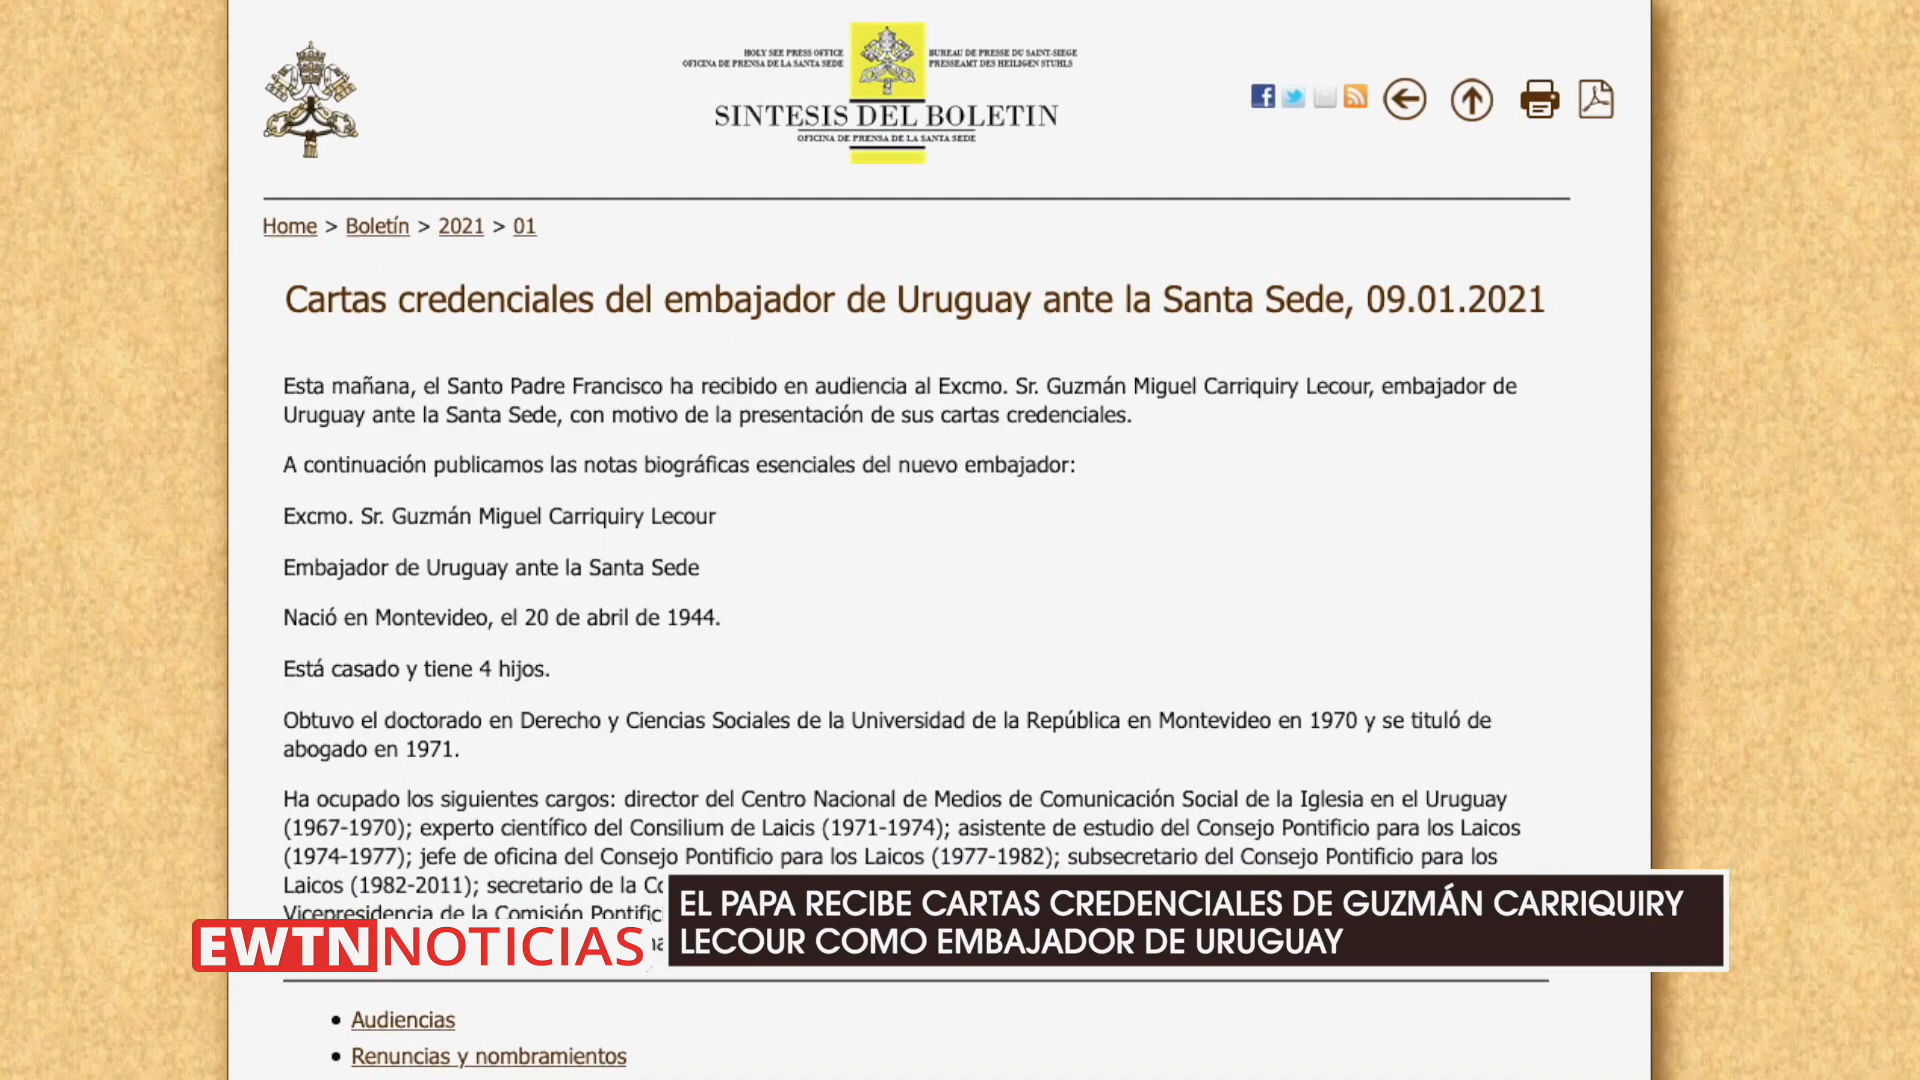 HOLY SEE PRESS OFFICE
OFICINA DE PRENSA DE LA SANTA SEDE
BUREAU DE PRESSE DU SAINT-SIEGE
PRESSEAMT DES HEILIGEN STUHLS
SINTESIS DEL BOLETIN
OFICINA DE PRENSA DE LA SANTA SEDE
Home > Boletín > 2021 > 01
Cartas credenciales del embajador de Uruguay ante la Santa Sede, 09.01.2021
Esta mañana, el Santo Padre Francisco ha recibido en audiencia al Excmo. Sr. Guzmán Miguel Carriquiry Lecour, embajador de
Uruguay ante la Santa Sede, con motivo de la presentación de sus cartas credenciales.
A continuación publicamos las notas biográficas esenciales del nuevo embajador:
Excmo. Sr. Guzmán Miguel Carriquiry Lecour
Embajador de Uruguay ante la Santa Sede
Nació en Montevideo, el 20 de abril de 1944.
Está casado y tiene 4 hijos.
Obtuvo el doctorado en Derecho y Ciencias Sociales de la Universidad de la República en Montevideo en 1970 y se tituló de
abogado en 1971.
Ha ocupado los siguientes cargos: director del Centro Nacional de Medios de Comunicación Social de la Iglesia en el Uruguay
(1967-1970); experto científico del Consilium de Laicis (1971-1974); asistente de estudio del Consejo Pontificio para los Laicos
(1974-1977); jefe de oficina del Consejo Pontificio para los Laicos (1977-1982); subsecretario del Consejo Pontificio para los
Laicos (1982-2011); secretario de la
Vicepresidencia de la Comisión
EWTN NOTICIAS
EL PAPA RECIBE CARTAS CREDENCIALES DE GUZMÁN CARRIQUIRY
LECOUR COMO EMBAJADOR DE URUGUAY
Audiencias
Renuncias y nombramientos